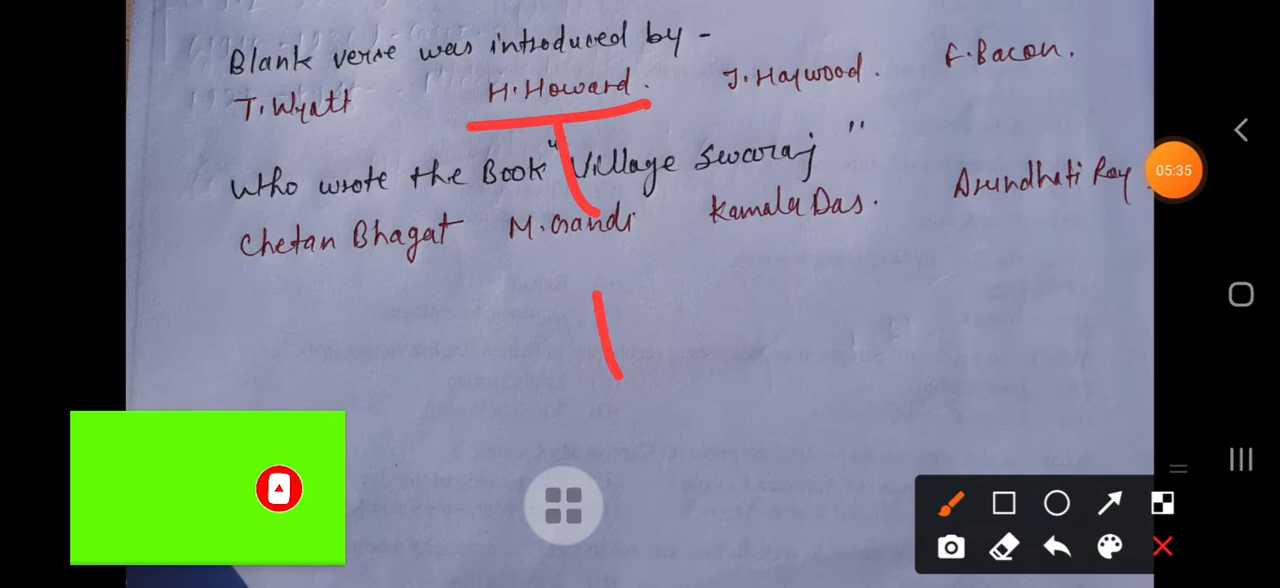 Blank verse was introduced by -
T. Wyatt H. Howard. J. Haywood. F. Bacon.
Who wrote the Book "Village Swaraj"
Chetan Bhagat M. Gandi Kamala Das. Arundhati Roy
05:35